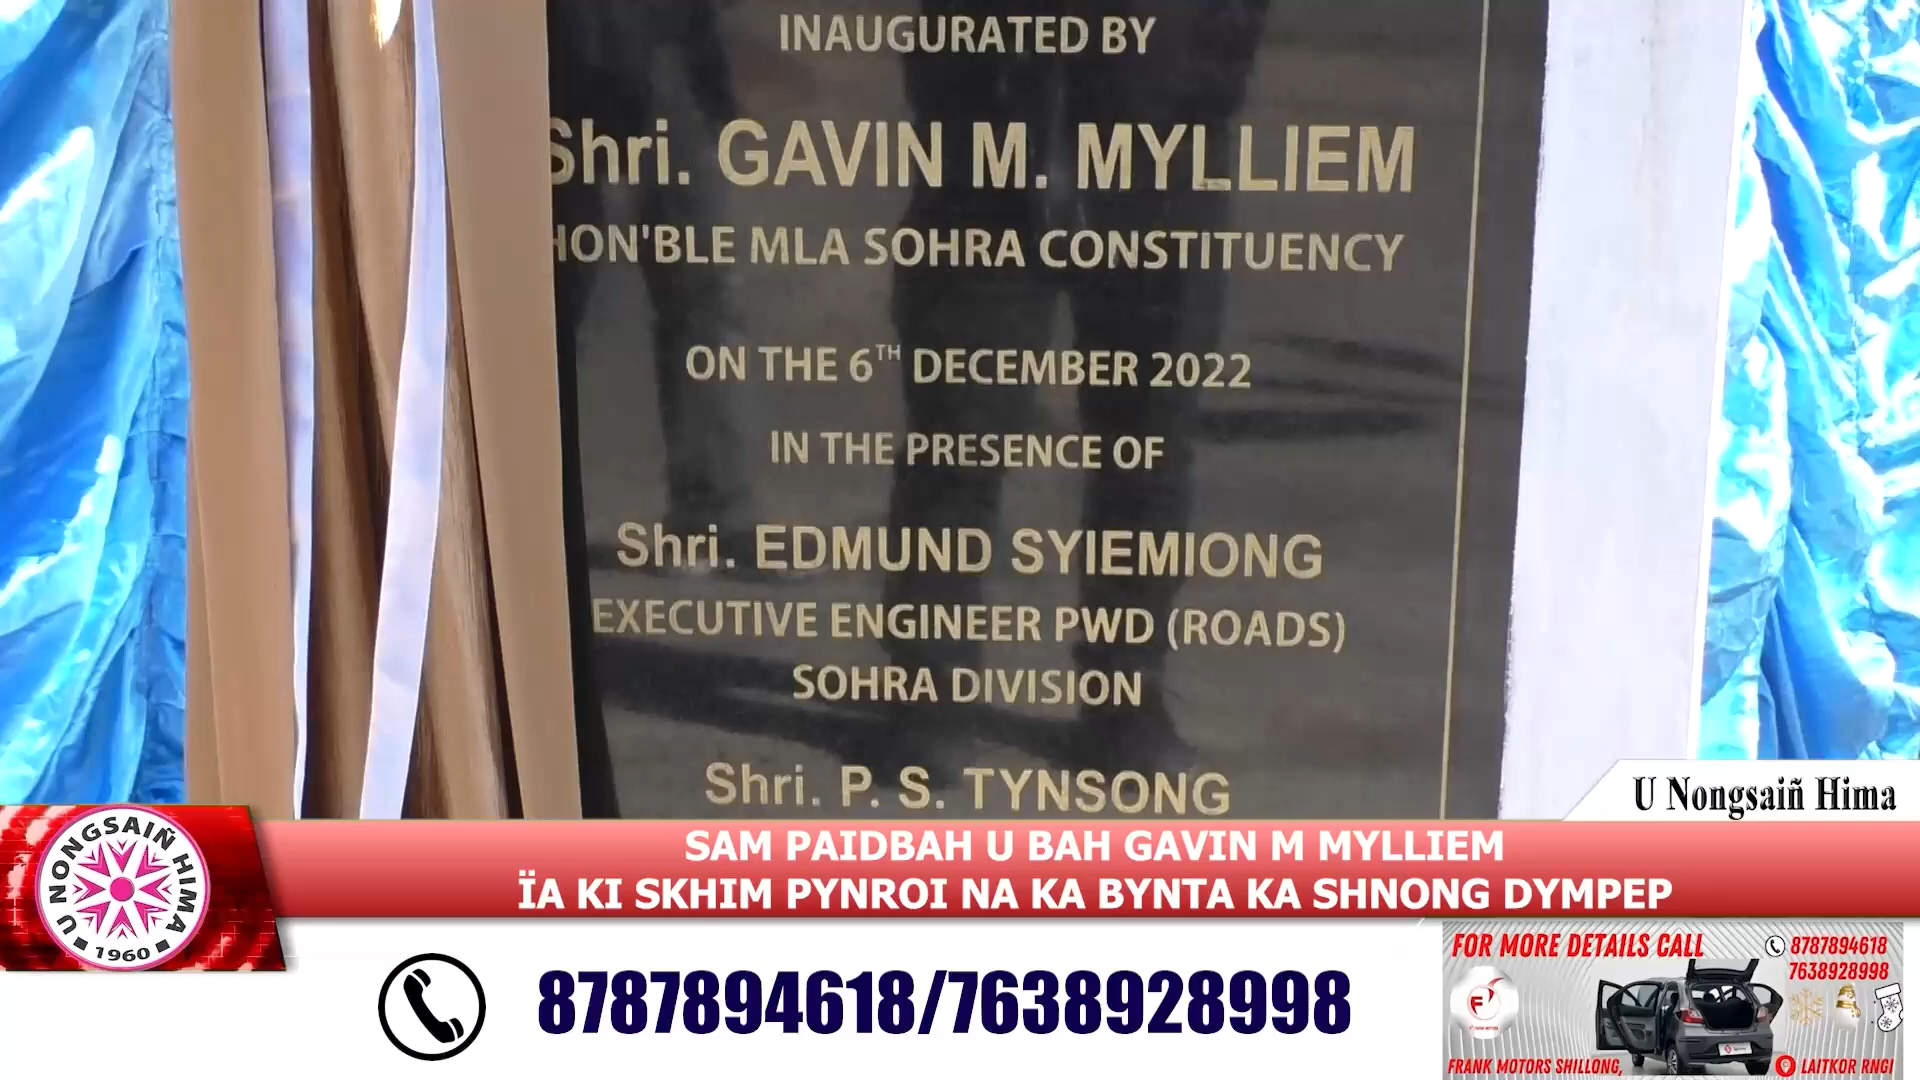 INAUGURATED BY
Shri. GAVIN M. MYLLIEM
HON'BLE MLA SOHRA CONSTITUENCY
ON THE 6TH DECEMBER 2022
IN THE PRESENCE OF
Shri. EDMUND SYIEMIONG
EXECUTIVE ENGINEER PWD (ROADS)
SOHRA DIVISION
Shri. P. S. TYNSONG
U Nongsaiñ Hima
SAM PAIDBAH U BAH GAVIN M MYLLIEM
ÏA KI SKHIM PYNROI NA KA BYNTA KA SHNONG DYMPEP
U NONGSAIÑ HIMA
1960
8787894618/7638928998
FOR MORE DETAILS CALL
8787894618
7638928998
FRANK MOTORS SHILLONG,
LAITKOR RNGI